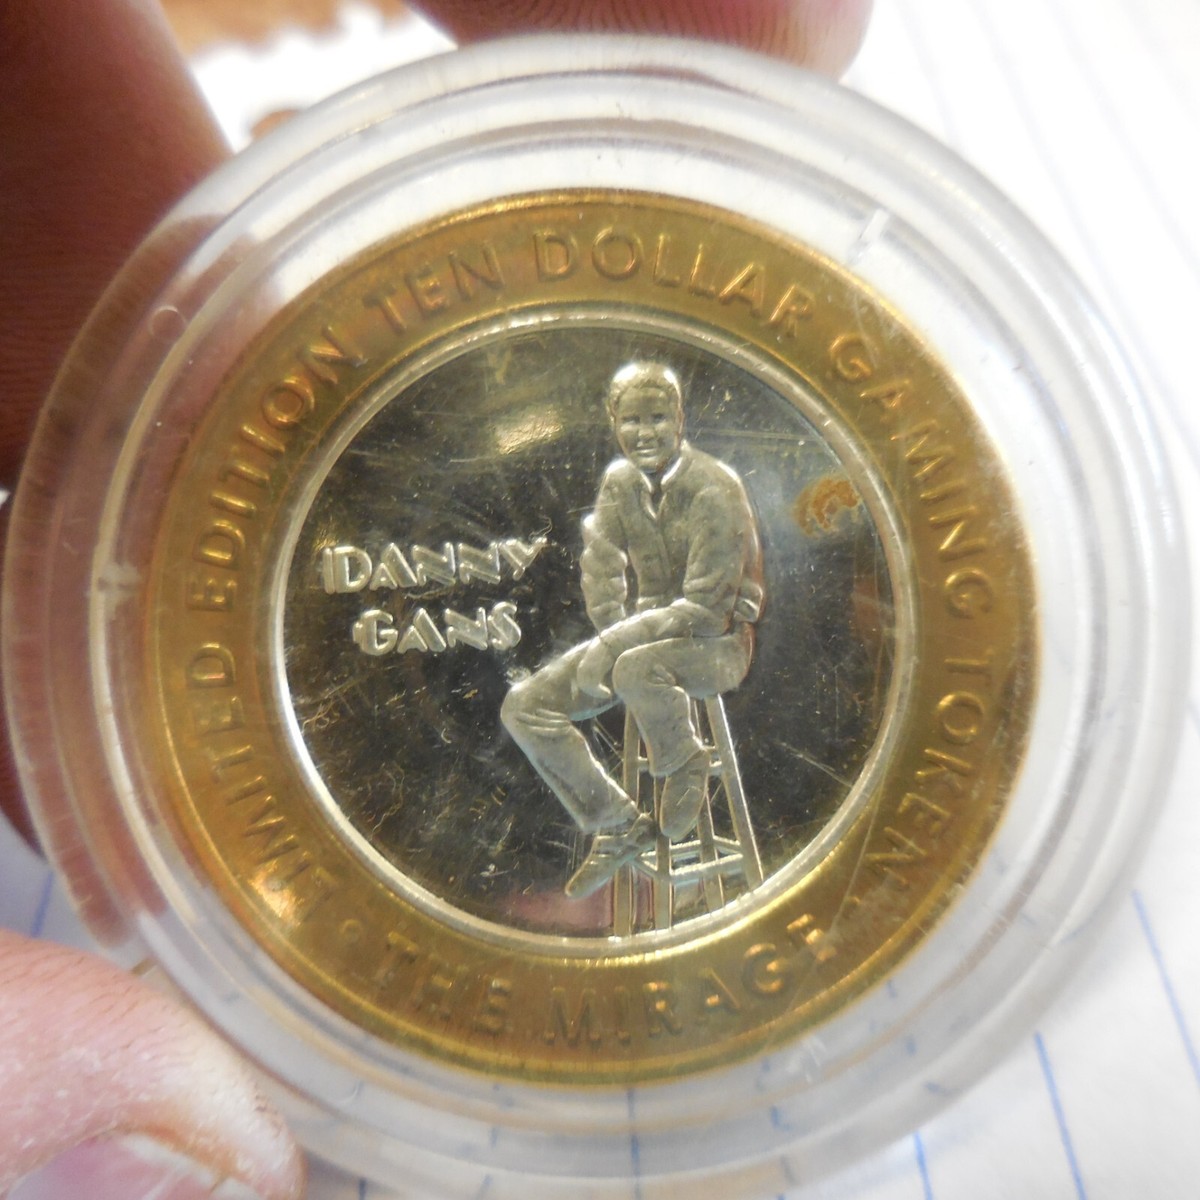 LIMITED EDITION TEN DOLLAR GAMING TOKEN
DANNY
GANS
• THE MIRAGE